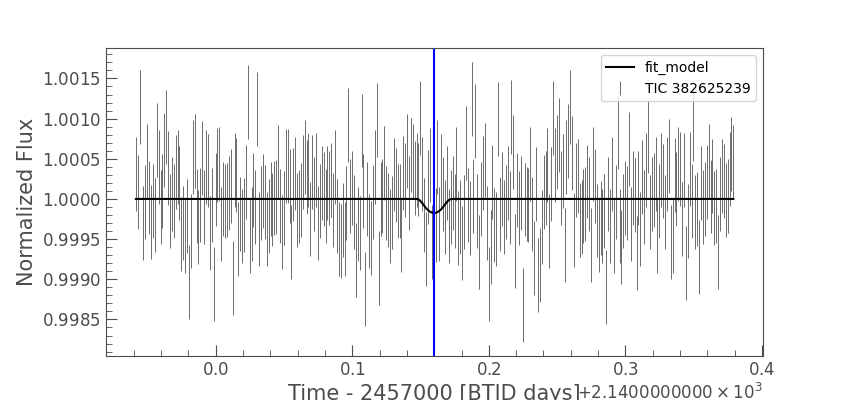 fit_model
TIC 382625239
Normalized Flux
1.0015
1.0010
1.0005
1.0000
0.9995
0.9990
0.9985
0.0 0.1 0.2 0.3 0.4
Time - 2457000 [BTJD days]
+2.1400000000 × 10³